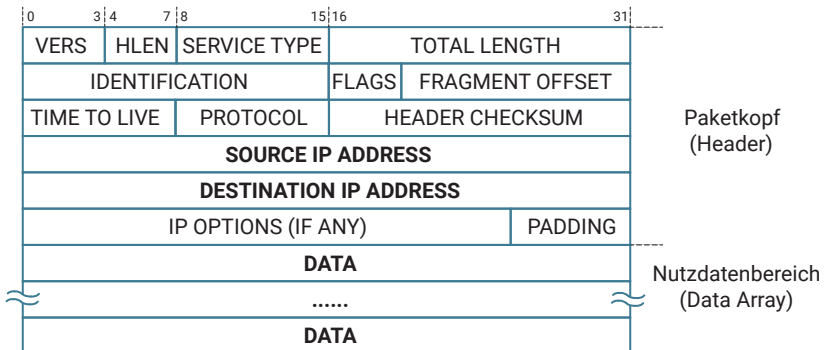 0 3 4 7 8 15 16 31
VERS HLEN SERVICE TYPE TOTAL LENGTH
IDENTIFICATION FLAGS FRAGMENT OFFSET
TIME TO LIVE PROTOCOL HEADER CHECKSUM
SOURCE IP ADDRESS
DESTINATION IP ADDRESS
IP OPTIONS (IF ANY) PADDING
DATA
......
DATA
Paketkopf
(Header)
Nutzdatenbereich
(Data Array)